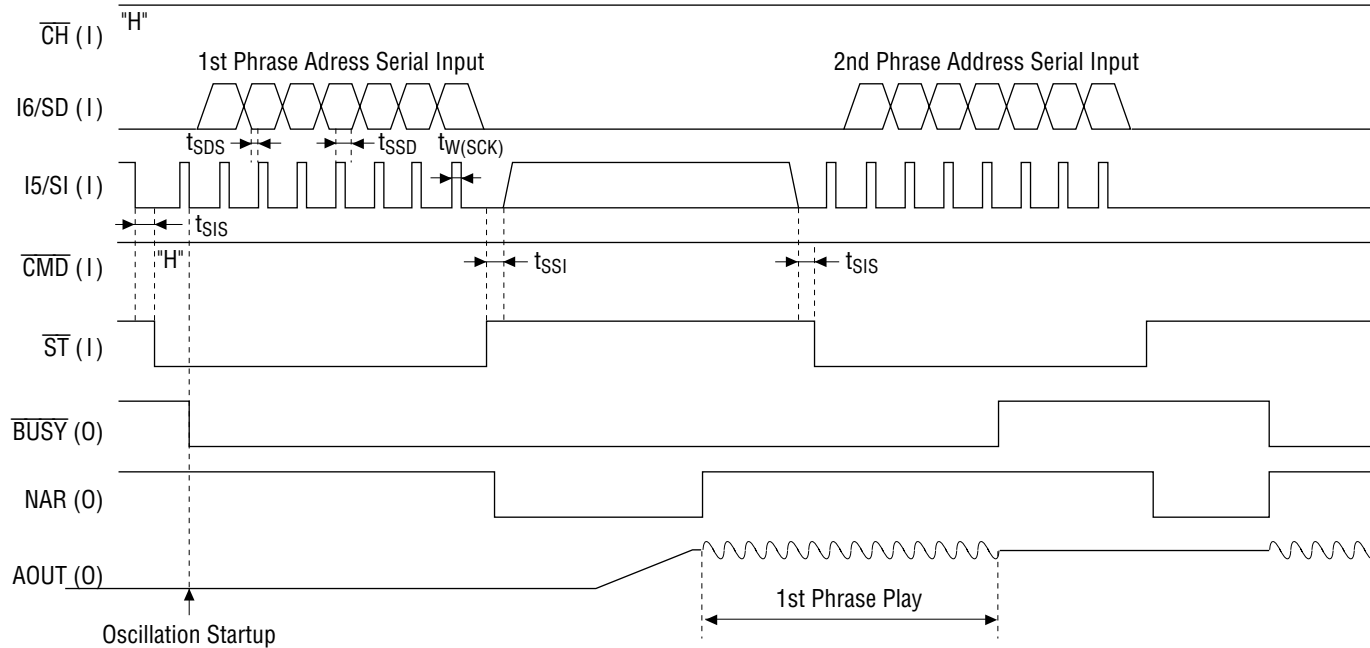 CH (I)
"H"
1st Phrase Adress Serial Input
2nd Phrase Address Serial Input
I6/SD (I)
tSDS
tSSD
tW(SCK)
I5/SI (I)
tSIS
CMD (I)
"H"
tSSI
tSIS
ST (I)
BUSY (O)
NAR (O)
AOUT (O)
1st Phrase Play
Oscillation Startup